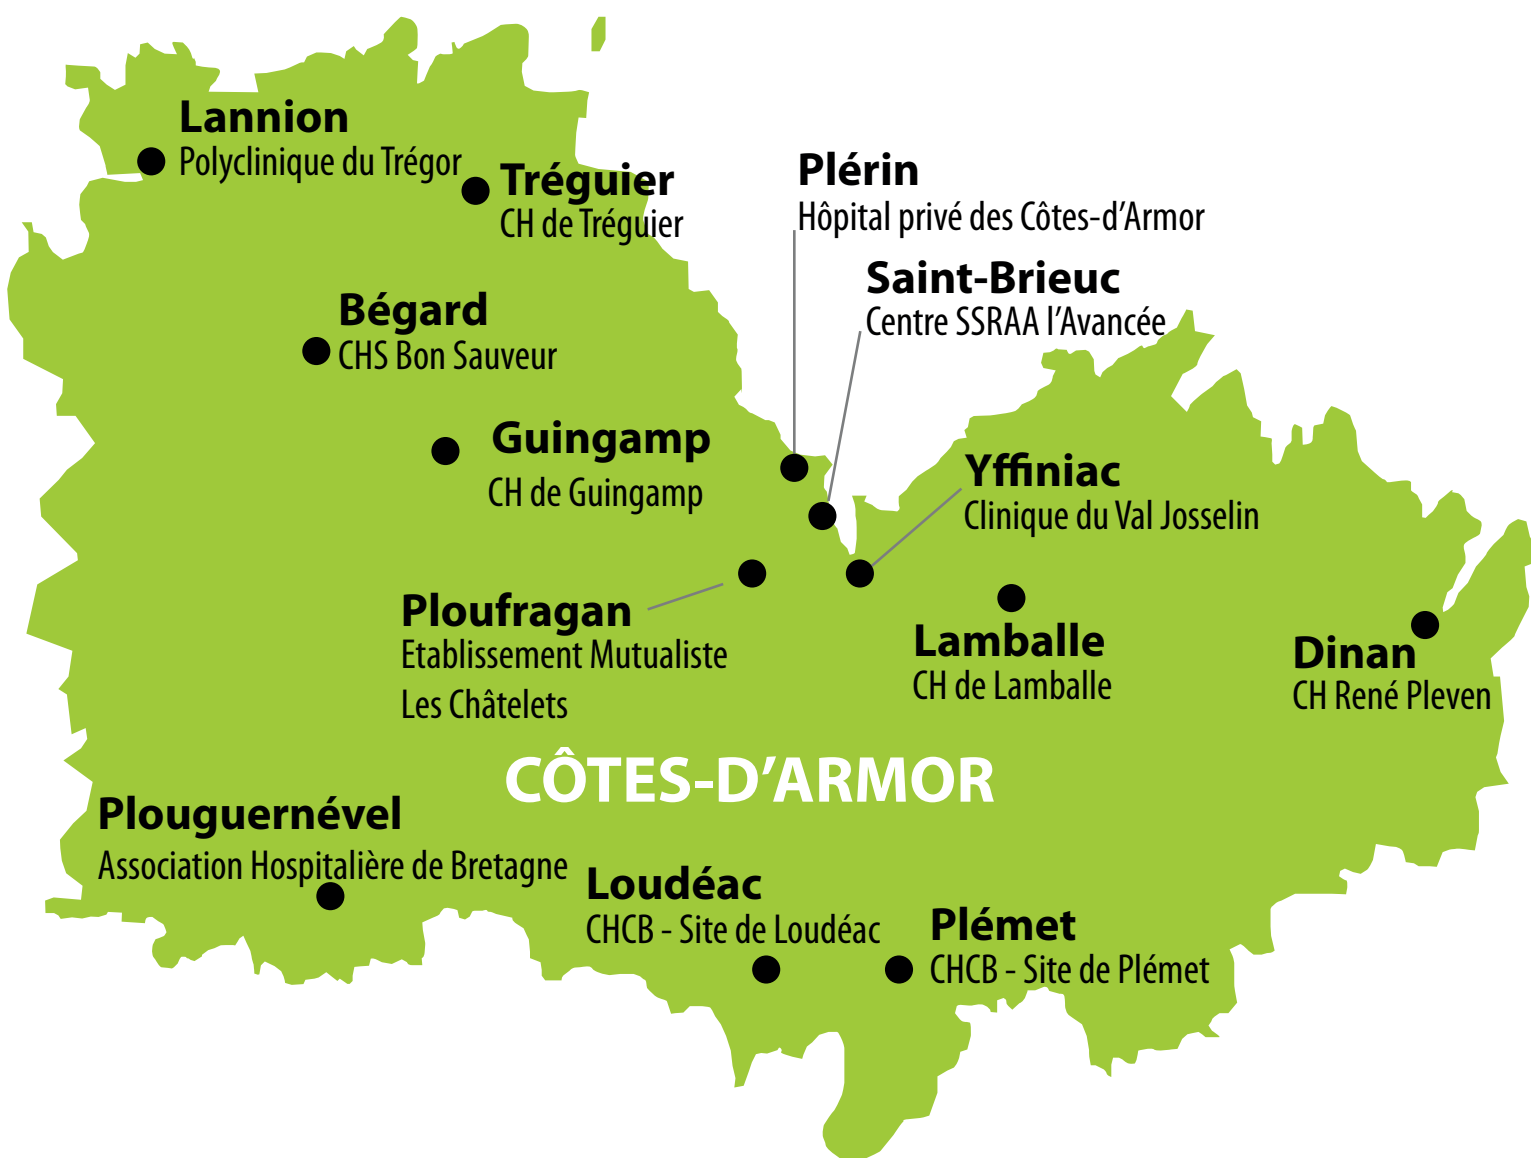 Lannion
Polyclinique du Trégor
Tréguier
CH de Tréguier
Plérin
Hôpital privé des Côtes-d’Armor
Saint-Brieuc
Centre SSRAA l’Avancée
Bégard
CHS Bon Sauveur
Guingamp
CH de Guingamp
Yffiniac
Clinique du Val Josselin
Ploufragan
Etablissement Mutualiste
Les Châtelets
Lamballe
CH de Lamballe
Dinan
CH René Pleven
CÔTES-D’ARMOR
Plouguernével
Association Hospitalière de Bretagne
Loudéac
CHCB - Site de Loudéac
Plémet
CHCB - Site de Plémet